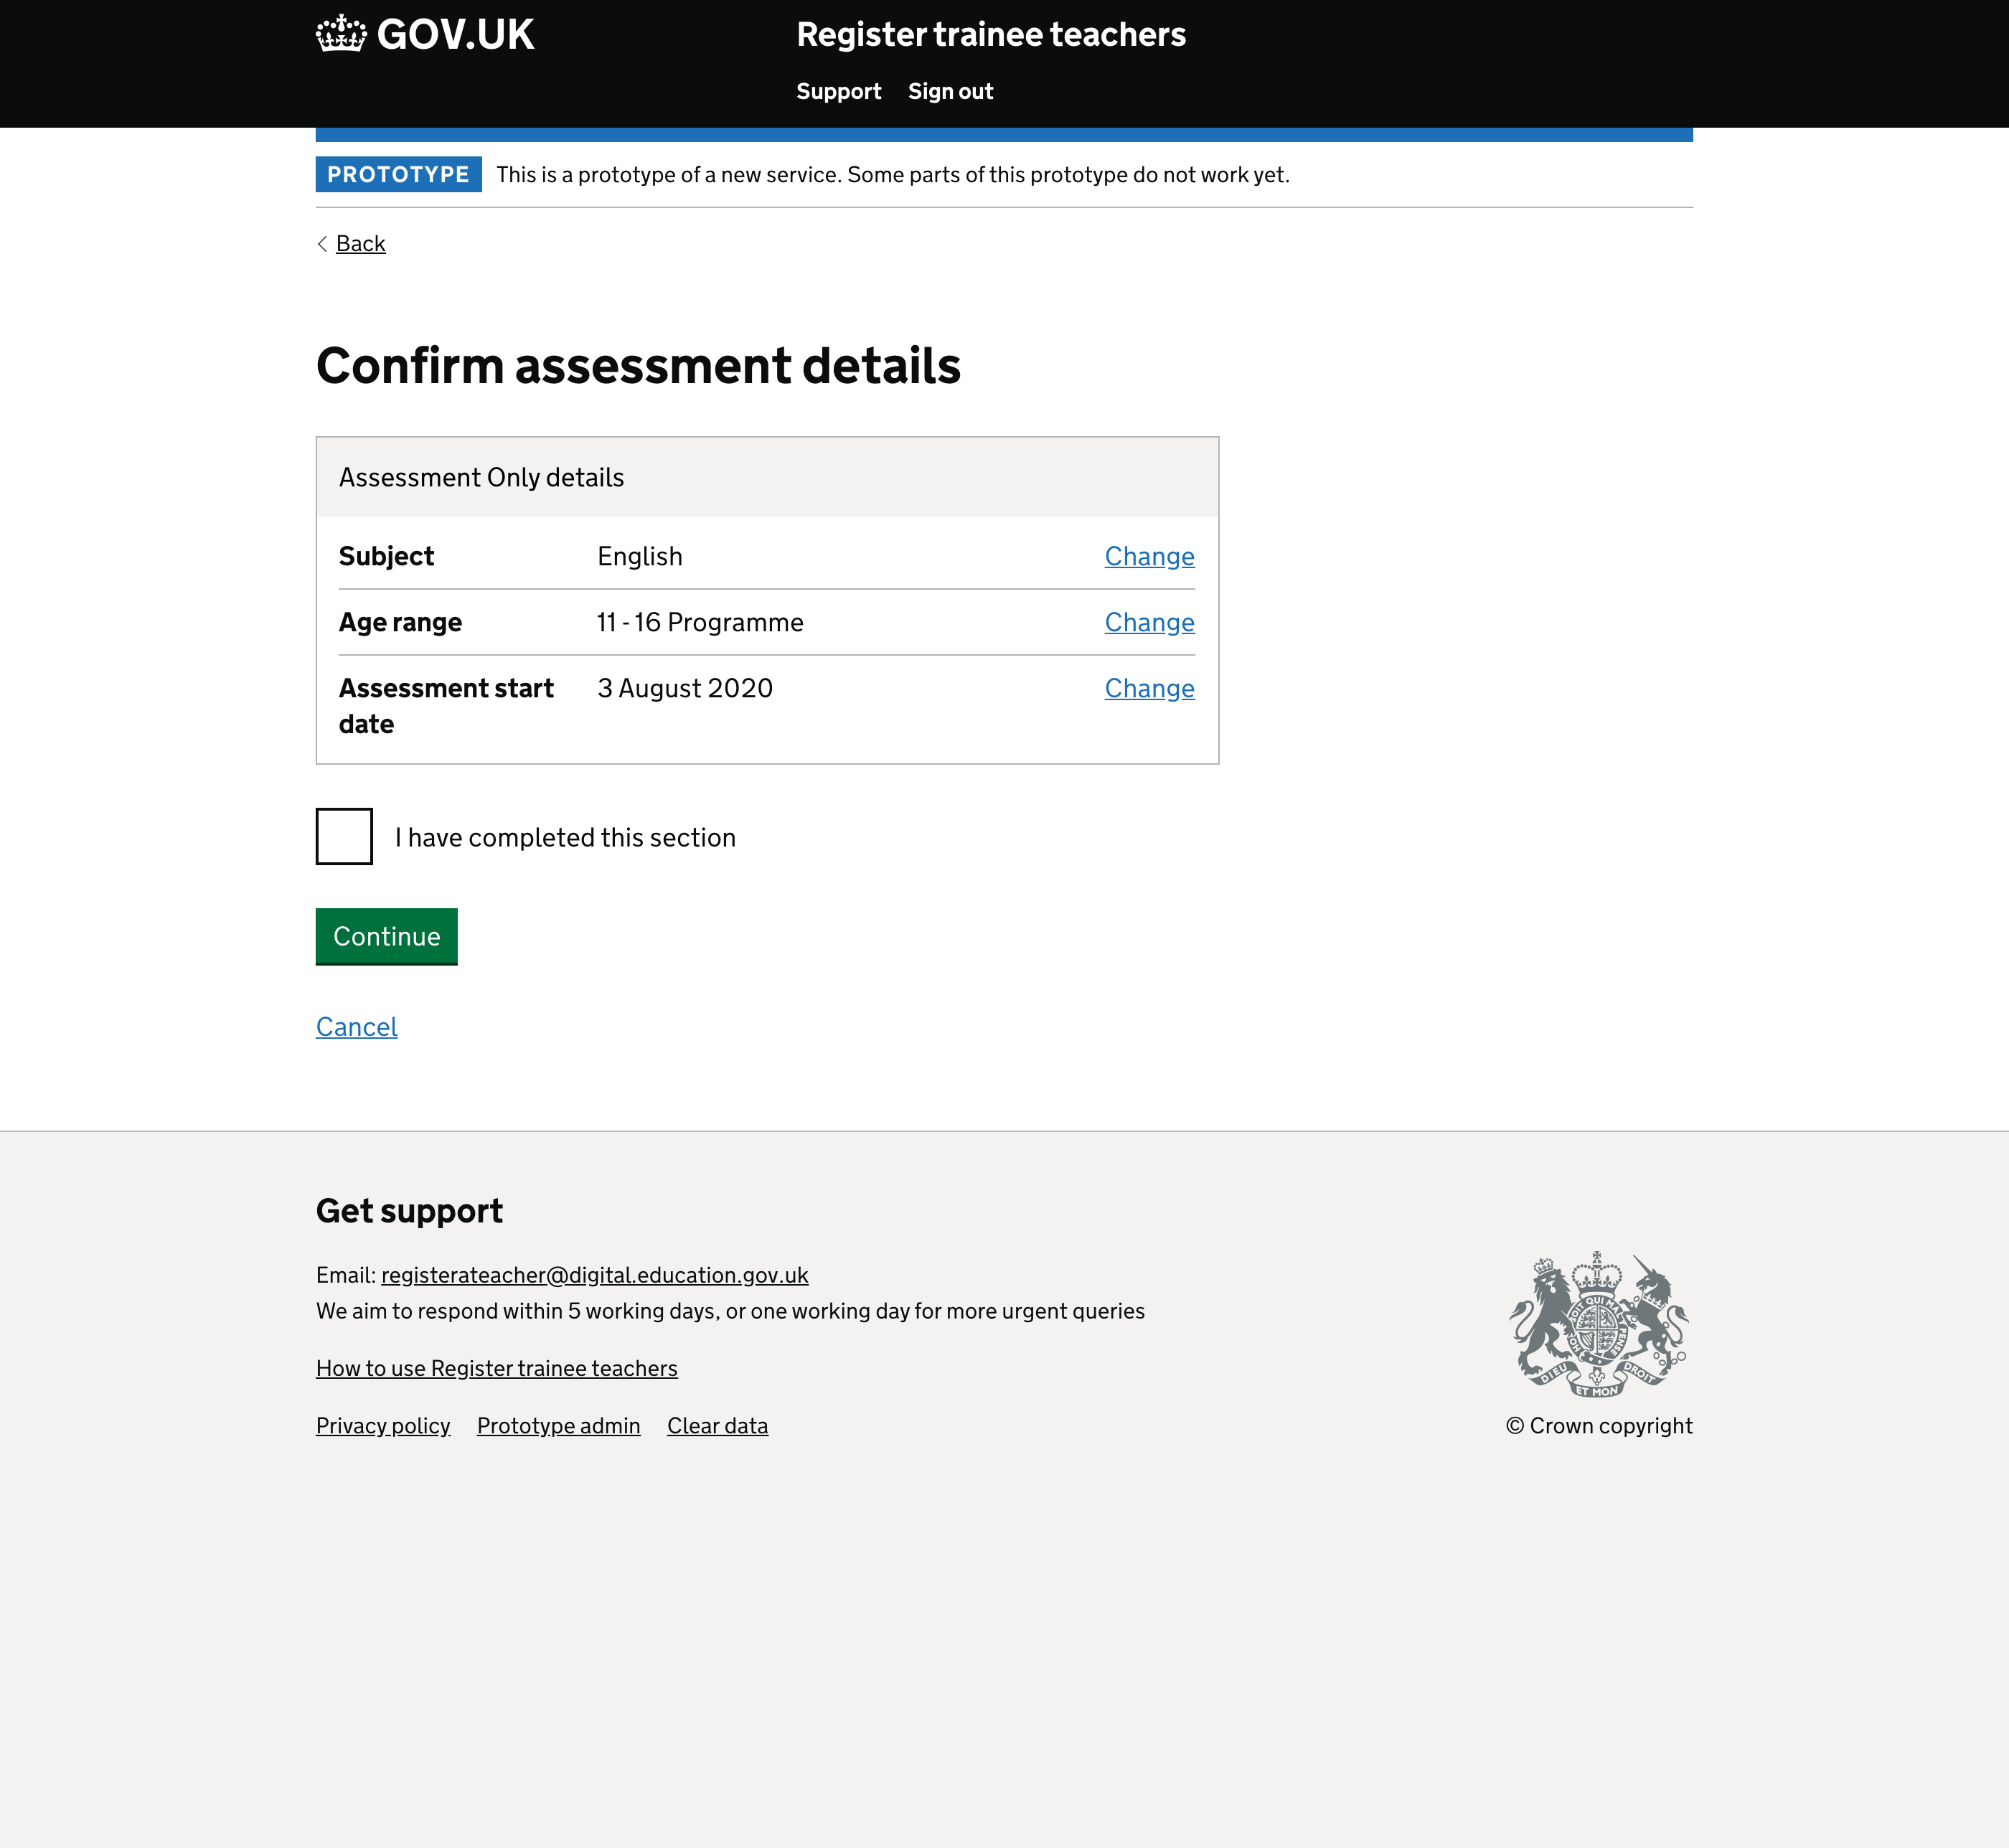 GOV.UK
Register trainee teachers
Support Sign out
PROTOTYPE This is a prototype of a new service. Some parts of this prototype do not work yet.
Back
Confirm assessment details
Assessment Only details
Subject English Change
Age range 11 - 16 Programme Change
Assessment start date 3 August 2020 Change
I have completed this section
Continue
Cancel
Get support
Email: registerateacher@digital.education.gov.uk
We aim to respond within 5 working days, or one working day for more urgent queries
How to use Register trainee teachers
DIEU ET MON DROIT
Privacy policy Prototype admin Clear data
© Crown copyright